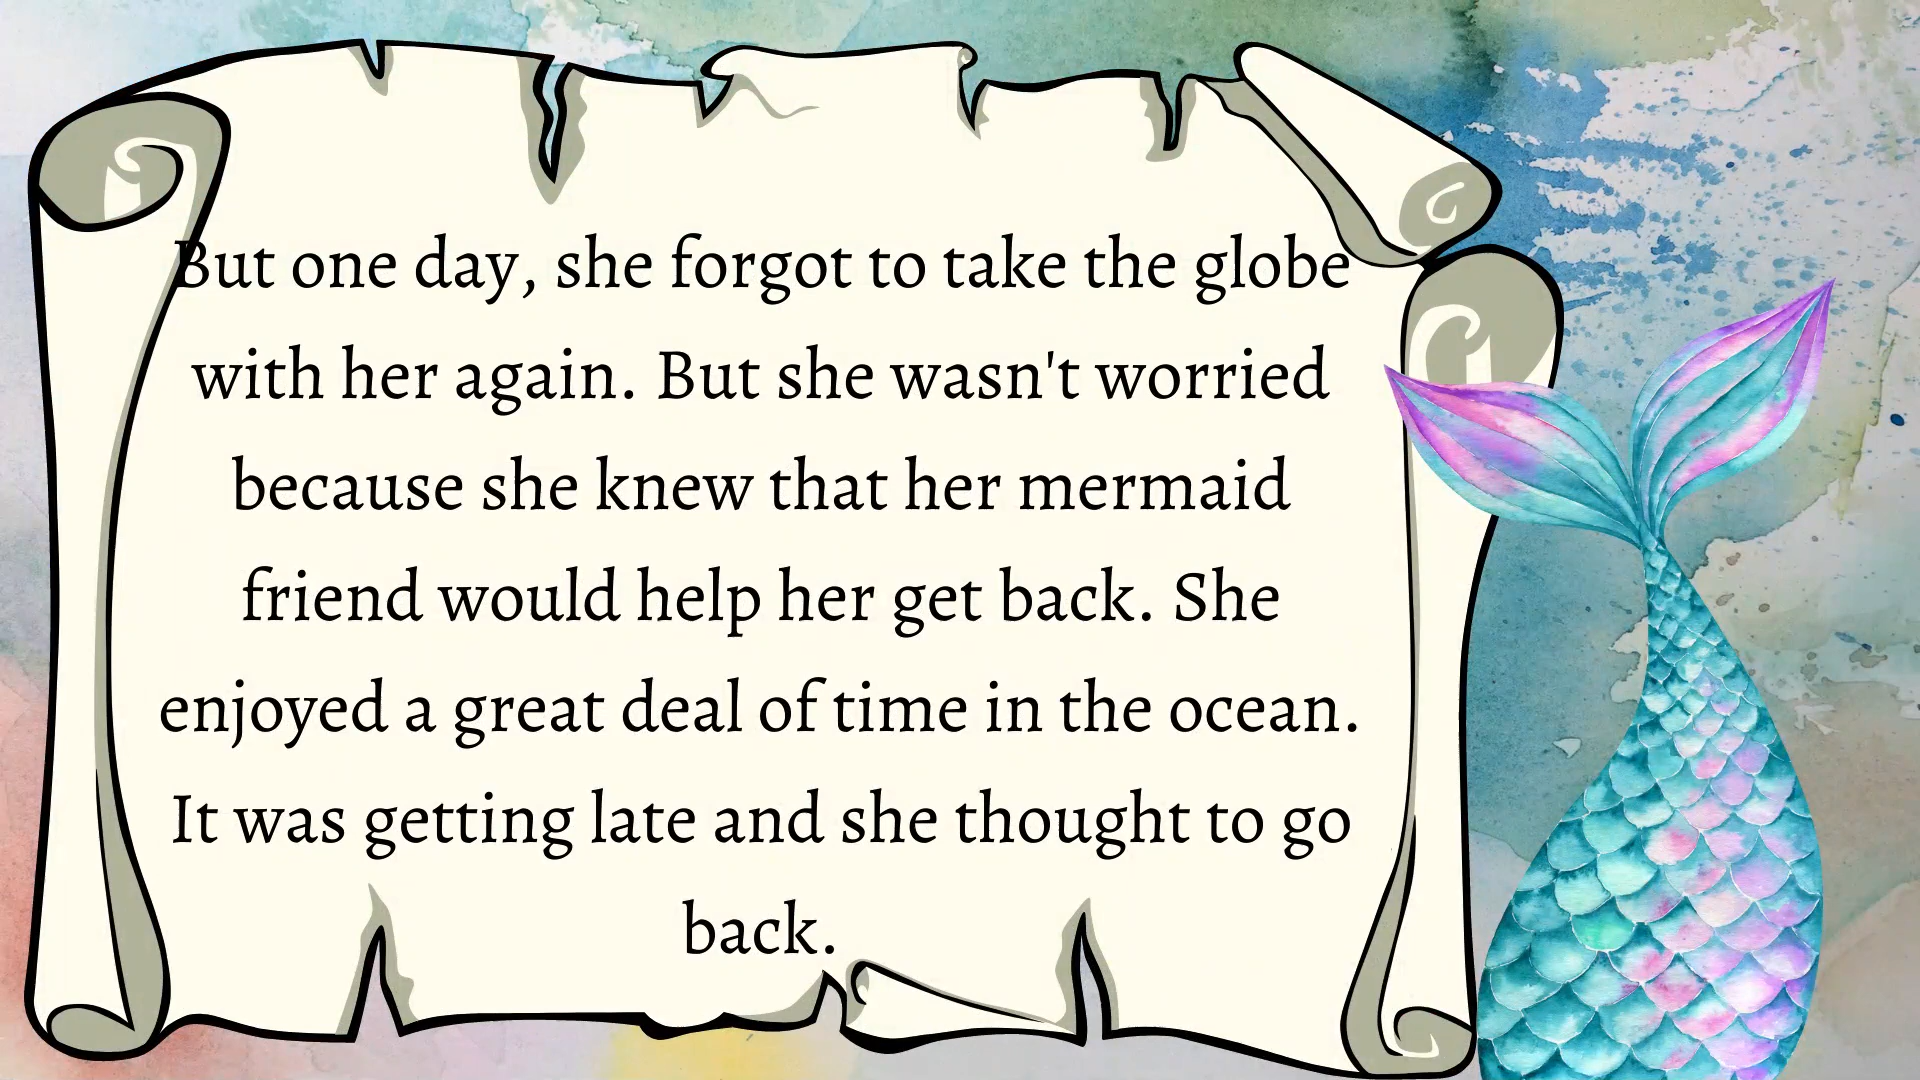 But one day, she forgot to take the globe
with her again. But she wasn't worried
because she knew that her mermaid
friend would help her get back. She
enjoyed a great deal of time in the ocean.
It was getting late and she thought to go
back.